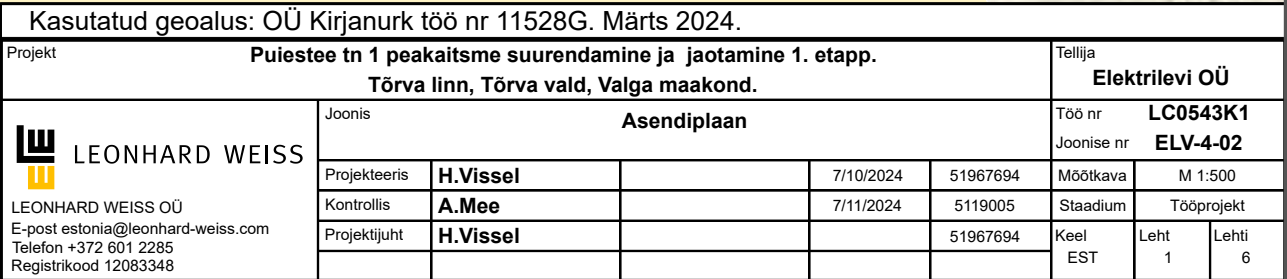 Kasutatud geoalus: OÜ Kirjanurk töö nr 11528G. Märts 2024.
Projekt
Puiestee tn 1 peakaitsme suurendamine ja jaotamine 1. etapp.
Tõrva linn, Tõrva vald, Valga maakond.
Tellija
Elektrilevi OÜ
LEONHARD WEISS
LEONHARD WEISS OÜ
E-post estonia@leonhard-weiss.com
Telefon +372 601 2285
Registrikood 12083348
Joonis
Asendiplaan
Töö nr LC0543K1
Joonise nr ELV-4-02
Projekteeris H.Vissel 7/10/2024 51967694 Mõõtkava M 1:500
Kontrollis A.Mee 7/11/2024 5119005 Staadium Tööprojekt
Projektijuht H.Vissel 51967694 Keel Leht Lehti
EST 1 6